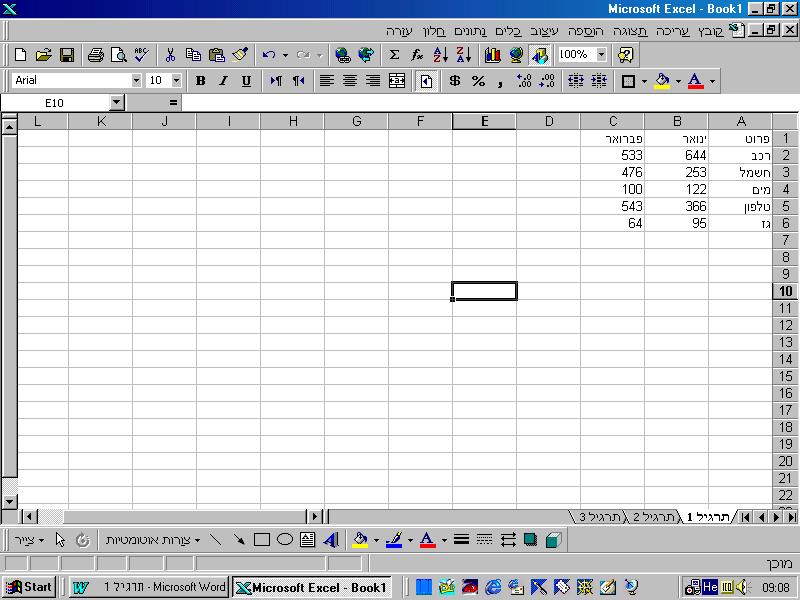 Microsoft Excel - Book1
קובץ עריכה תצוגה הוספה עיצוב כלים נתונים חלון עזרה
100%
Arial 10 B I U $ % ,
E10 =
A B C D E F G H I J K L
1 פרוט ינואר פברואר
2 רכב 644 533
3 חשמל 253 476
4 מים 122 100
5 טלפון 366 543
6 גז 95 64
7
8
9
10
11
12
13
14
15
16
17
18
19
20
21
22
תרגיל 1 תרגיל 2 תרגיל 3
צייר צורות אוטומטיות
מוכן
Start תרגיל 1 - Microsoft Word Microsoft Excel - Book1 He 09:08